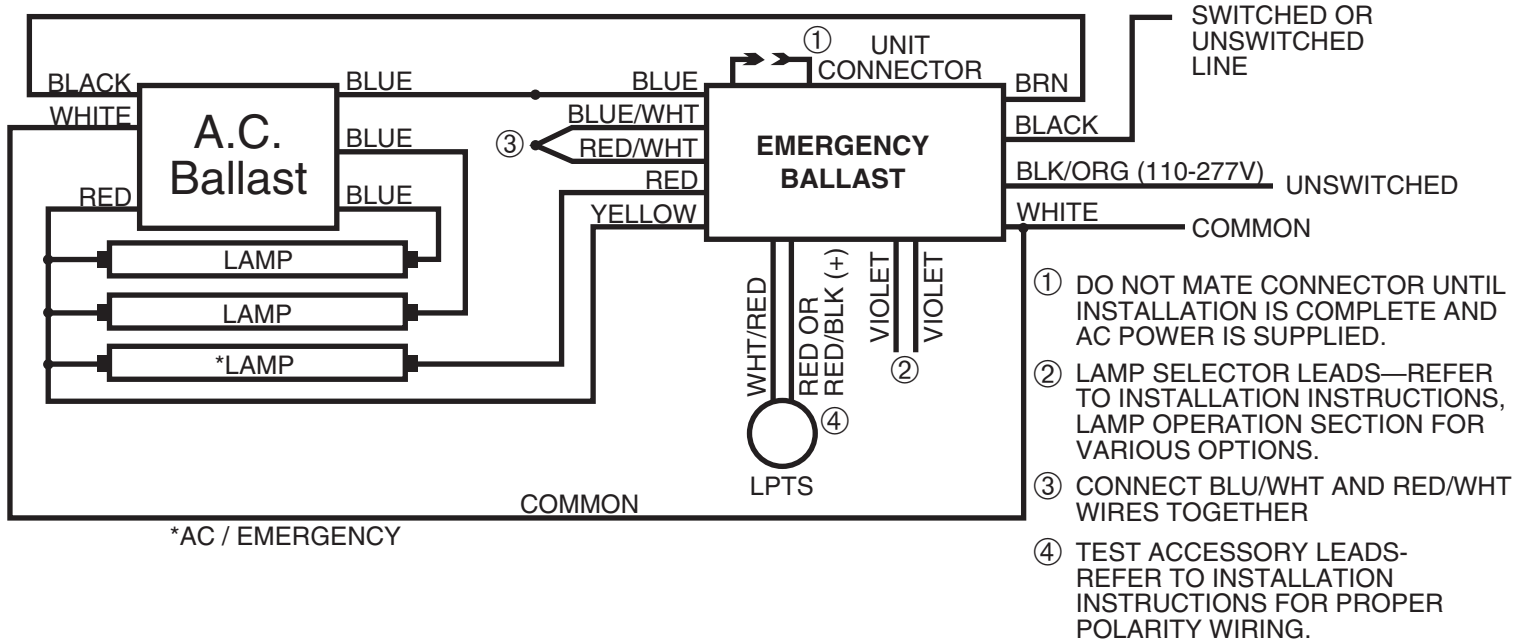 SWITCHED OR
UNSWITCHED
LINE
① UNIT
CONNECTOR
BLACK
BLUE
BLUE
BRN
WHITE
BLUE/WHT
BLACK
A.C.
Ballast
BLUE
③
RED/WHT
EMERGENCY
BALLAST
RED
BLK/ORG (110-277V)
UNSWITCHED
RED
BLUE
YELLOW
WHITE
COMMON
LAMP
LAMP
*LAMP
WHT/RED
RED OR
RED/BLK (+)
VIOLET
VIOLET
②
④
LPTS
COMMON
*AC / EMERGENCY
① DO NOT MATE CONNECTOR UNTIL
INSTALLATION IS COMPLETE AND
AC POWER IS SUPPLIED.
② LAMP SELECTOR LEADS—REFER
TO INSTALLATION INSTRUCTIONS,
LAMP OPERATION SECTION FOR
VARIOUS OPTIONS.
③ CONNECT BLU/WHT AND RED/WHT
WIRES TOGETHER
④ TEST ACCESSORY LEADS-
REFER TO INSTALLATION
INSTRUCTIONS FOR PROPER
POLARITY WIRING.